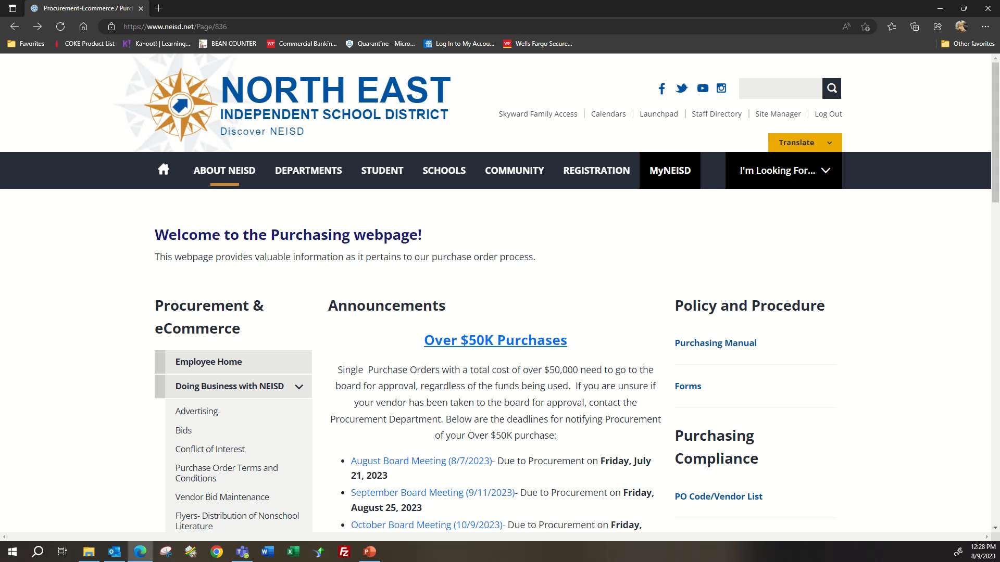 Procurement-Ecommerce / Purc
https://www.neisd.net/Page/836
Favorites
COKE Product List
Kahoot! | Learning...
BEAN COUNTER
Commercial Bankin...
Quarantine - Micro...
Log In to My Accou...
Wells Fargo Secure...
Other favorites
NORTH EAST
INDEPENDENT SCHOOL DISTRICT
Discover NEISD
Skyward Family Access
Calendars
Launchpad
Staff Directory
Site Manager
Log Out
Translate
ABOUT NEISD
DEPARTMENTS
STUDENT
SCHOOLS
COMMUNITY
REGISTRATION
MyNEISD
I'm Looking For...
Welcome to the Purchasing webpage!
This webpage provides valuable information as it pertains to our purchase order process.
Procurement &
eCommerce
Employee Home
Doing Business with NEISD
Advertising
Bids
Conflict of Interest
Purchase Order Terms and
Conditions
Vendor Bid Maintenance
Flyers- Distribution of Nonschool
Literature
Announcements
Over $50K Purchases
Single  Purchase Orders with a total cost of over $50,000 need to go to the
board for approval, regardless of the funds being used.  If you are unsure if
your vendor has been taken to the board for approval, contact the
Procurement Department. Below are the deadlines for notifying Procurement
of your Over $50K purchase:
• August Board Meeting (8/7/2023)- Due to Procurement on Friday, July
21, 2023
• September Board Meeting (9/11/2023)- Due to Procurement on Friday,
August 25, 2023
• October Board Meeting (10/9/2023)- Due to Procurement on Friday,
Policy and Procedure
Purchasing Manual
Forms
Purchasing
Compliance
PO Code/Vendor List
12:28 PM
8/9/2023